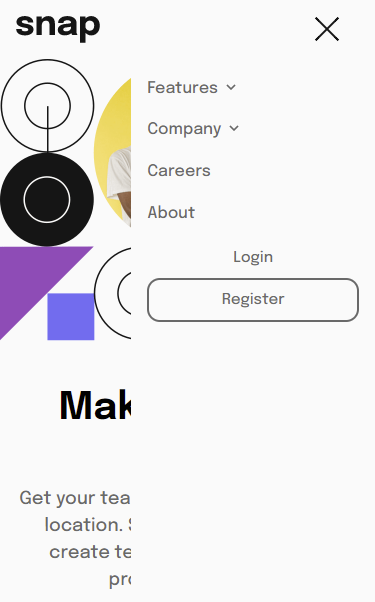 snap
Features
Company
Careers
About
Login
Register
Mak
Get your tea
location.
create te
pro